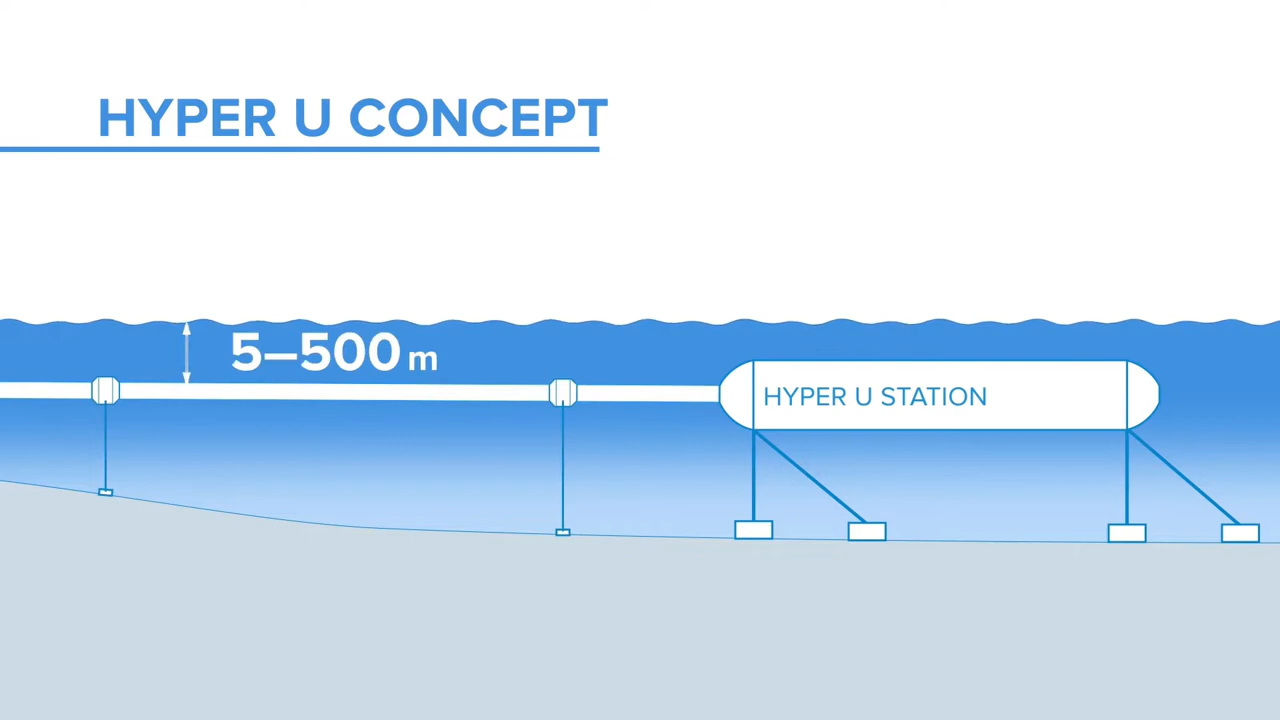 HYPER U CONCEPT
5–500 m
HYPER U STATION